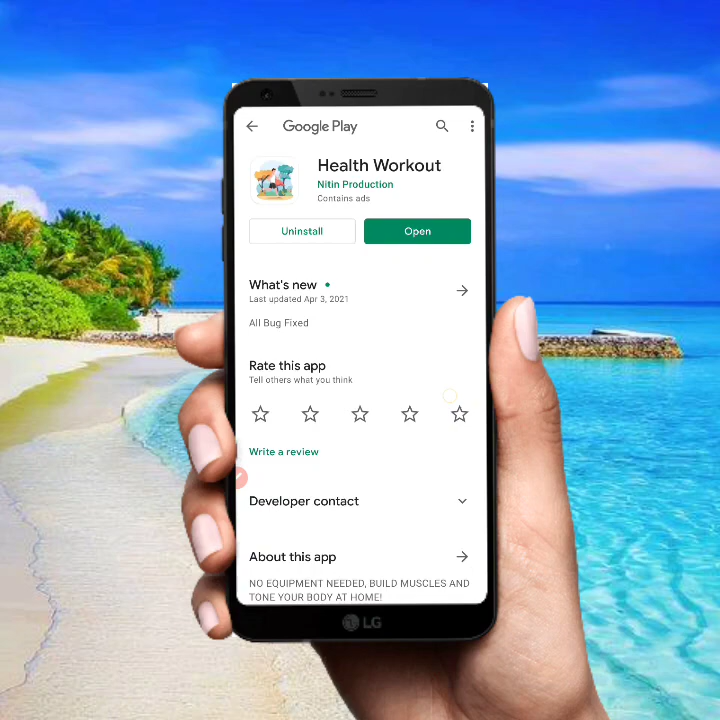 Google Play
Health Workout
Nitin Production
Contains ads
Uninstall
Open
What's new
Last updated Apr 3, 2021
All Bug Fixed
Rate this app
Tell others what you think
Write a review
Developer contact
About this app
NO EQUIPMENT NEEDED, BUILD MUSCLES AND
TONE YOUR BODY AT HOME!
LG